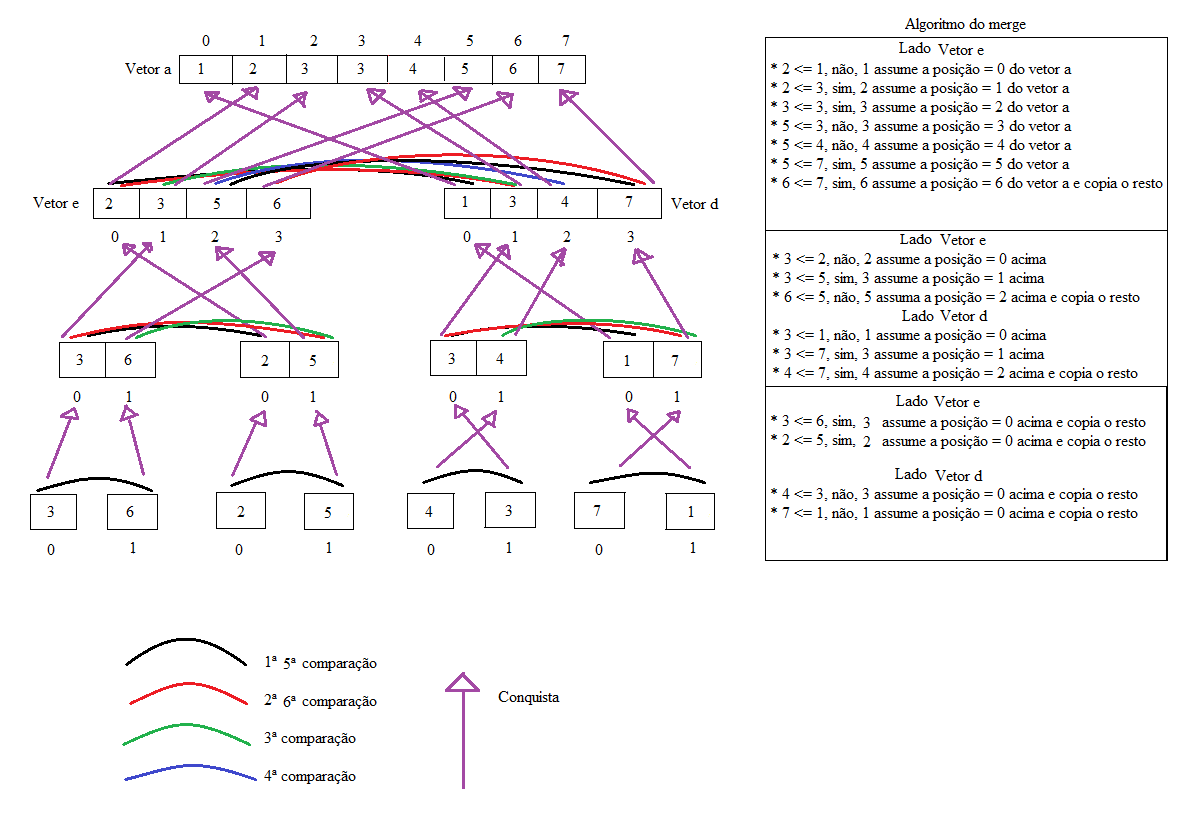 Algoritmo do merge
0 1 2 3 4 5 6 7
Vetor a 1 2 3 3 4 5 6 7
Vetor e 2 3 5 6 1 3 4 7 Vetor d
0 1 2 3 0 1 2 3
3 6 2 5 3 4 1 7
0 1 0 1 0 1 0 1
3 6 2 5 4 3 7 1
0 1 0 1 0 1 0 1
Lado Vetor e
* 2 <= 1, não, 1 assume a posição = 0 do vetor a
* 2 <= 3, sim, 2 assume a posição = 1 do vetor a
* 3 <= 3, sim, 3 assume a posição = 2 do vetor a
* 5 <= 3, não, 3 assume a posição = 3 do vetor a
* 5 <= 4, não, 4 assume a posição = 4 do vetor a
* 5 <= 7, sim, 5 assume a posição = 5 do vetor a
* 6 <= 7, sim, 6 assume a posição = 6 do vetor a e copia o resto
Lado Vetor e
* 3 <= 2, não, 2 assume a posição = 0 acima
* 3 <= 5, sim, 3 assume a posição = 1 acima
* 6 <= 5, não, 5 assuma a posição = 2 acima e copia o resto
Lado Vetor d
* 3 <= 1, não, 1 assume a posição = 0 acima
* 3 <= 7, sim, 3 assume a posição = 1 acima
* 4 <= 7, sim, 4 assume a posição = 2 acima e copia o resto
Lado Vetor e
* 3 <= 6, sim, 3 assume a posição = 0 acima e copia o resto
* 2 <= 5, sim, 2 assume a posição = 0 acima e copia o resto
Lado Vetor d
* 4 <= 3, não, 3 assume a posição = 0 acima e copia o resto
* 7 <= 1, não, 1 assume a posição = 0 acima e copia o resto
1ª 5ª comparação
2ª 6ª comparação
3ª comparação
4ª comparação
Conquista